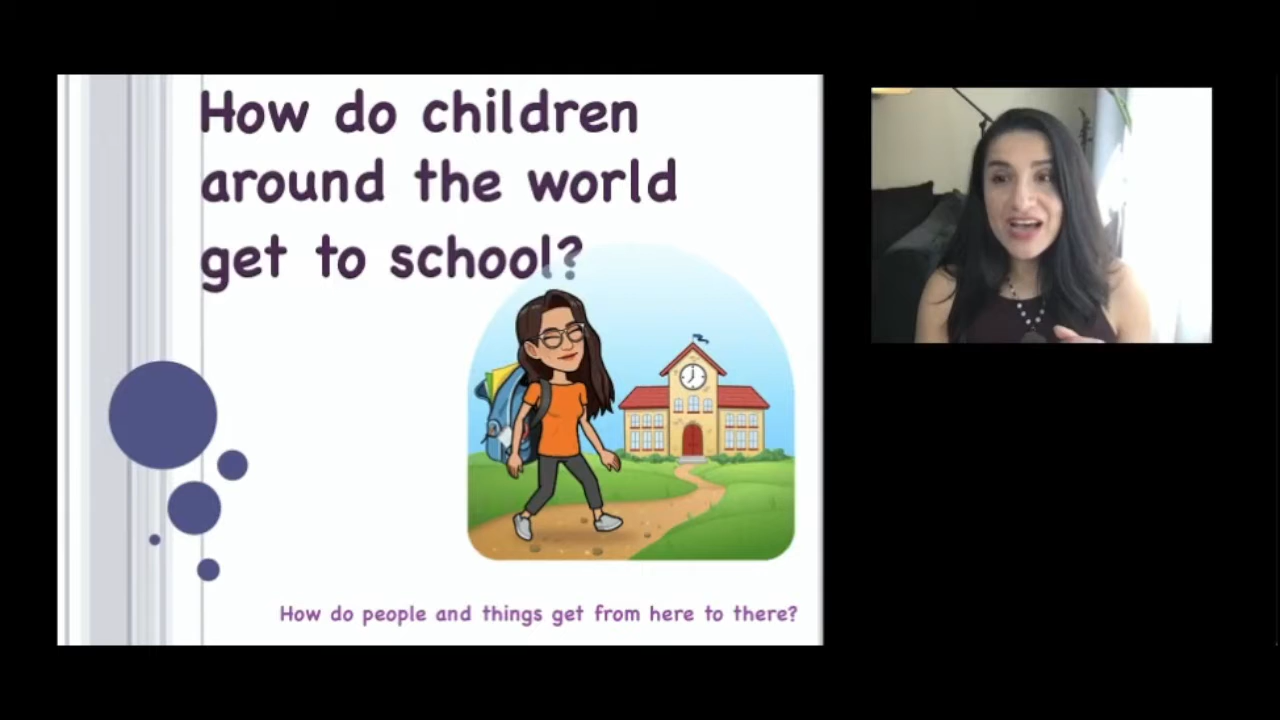 How do children
around the world
get to school?
How do people and things get from here to there?